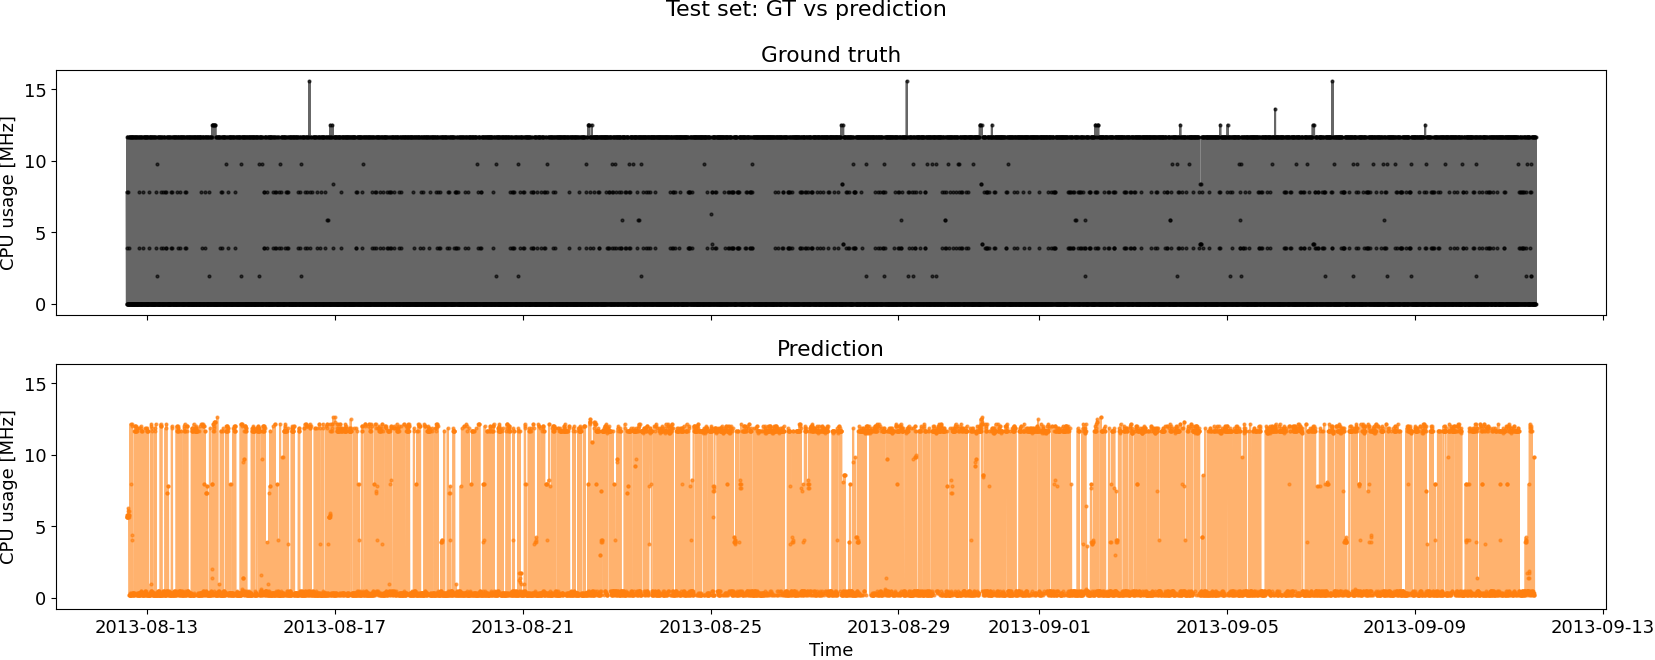 Test set: GT vs prediction
Ground truth
CPU usage [MHz]
15
10
5
0
Prediction
CPU usage [MHz]
15
10
5
0
2013-08-13 2013-08-17 2013-08-21 2013-08-25 2013-08-29 2013-09-01 2013-09-05 2013-09-09 2013-09-13
Time